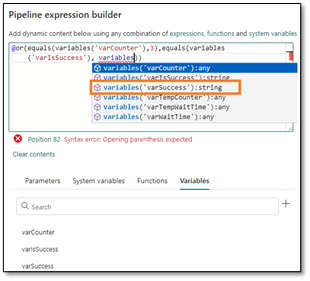 Pipeline expression builder
Add dynamic content below using any combination of expressions, functions and system variables
@or(equals(variables('varCounter'),3),equals(variables
('varIsSuccess'), variables))
variables('varCounter'):any
variables('varIsSuccess'):string
variables('varSuccess'):string
variables('varTempCounter'):any
variables('varTempWaitTime'):any
variables('varWaitTime'):any
Position 82 Syntax error: Opening parenthesis expected
Clear contents
Parameters System variables Functions Variables
Search
varCounter
varIsSuccess
varSuccess